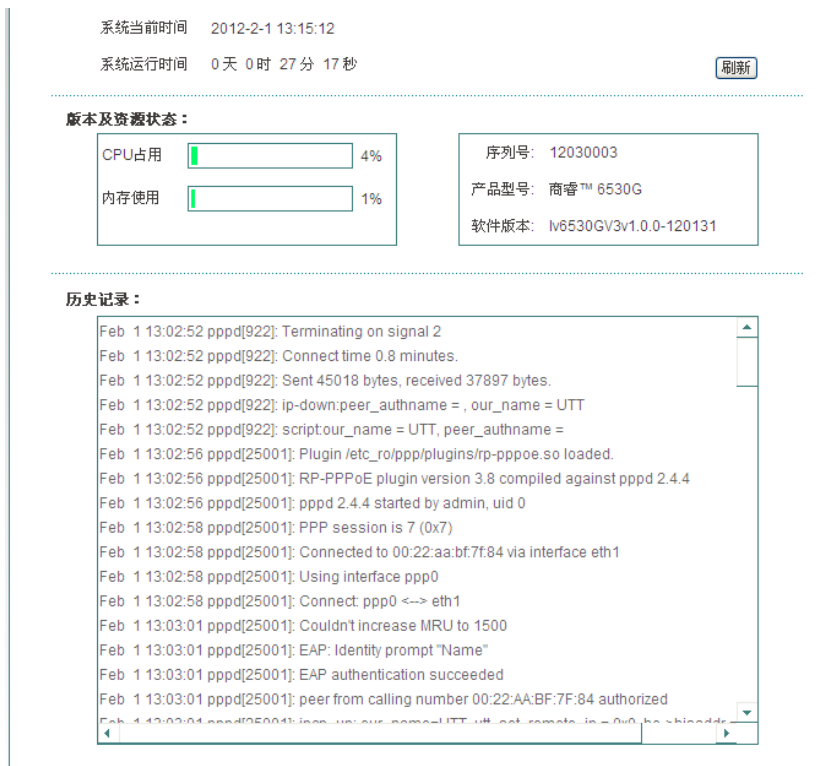 系统当前时间 2012-2-1 13:15:12
系统运行时间 0天 0时 27分 17秒
刷新
版本及资源状态：
CPU占用 4%
内存使用 1%
序列号: 12030003
产品型号: 商睿™ 6530G
软件版本: lv6530GV3v1.0.0-120131
历史记录：
Feb 1 13:02:52 pppd[922]: Terminating on signal 2
Feb 1 13:02:52 pppd[922]: Connect time 0.8 minutes.
Feb 1 13:02:52 pppd[922]: Sent 45018 bytes, received 37897 bytes.
Feb 1 13:02:52 pppd[922]: ip-down:peer_authname = , our_name = UTT
Feb 1 13:02:52 pppd[922]: script:our_name = UTT, peer_authname =
Feb 1 13:02:56 pppd[25001]: Plugin /etc_ro/ppp/plugins/rp-pppoe.so loaded.
Feb 1 13:02:56 pppd[25001]: RP-PPPoE plugin version 3.8 compiled against pppd 2.4.4
Feb 1 13:02:56 pppd[25001]: pppd 2.4.4 started by admin, uid 0
Feb 1 13:02:58 pppd[25001]: PPP session is 7 (0x7)
Feb 1 13:02:58 pppd[25001]: Connected to 00:22:aa:bf:7f:84 via interface eth1
Feb 1 13:02:58 pppd[25001]: Using interface ppp0
Feb 1 13:02:58 pppd[25001]: Connect: ppp0 <--> eth1
Feb 1 13:03:01 pppd[25001]: Couldn't increase MRU to 1500
Feb 1 13:03:01 pppd[25001]: EAP: Identity prompt "Name"
Feb 1 13:03:01 pppd[25001]: EAP authentication succeeded
Feb 1 13:03:01 pppd[25001]: peer from calling number 00:22:AA:BF:7F:84 authorized
Feb 1 13:03:01 pppd[25001]: